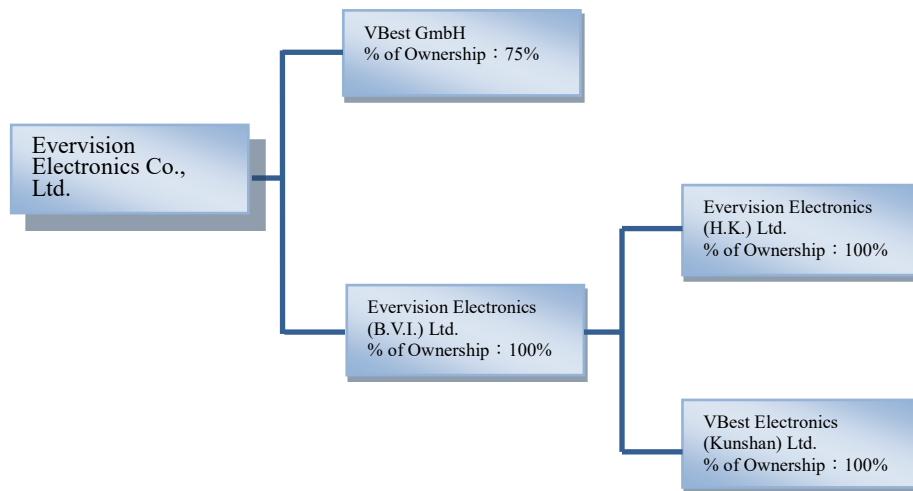 VBest GmbH
% of Ownership：75%
Evervision
Electronics Co.,
Ltd.
Evervision Electronics
(H.K.) Ltd.
% of Ownership：100%
Evervision Electronics
(B.V.I.) Ltd.
% of Ownership：100%
VBest Electronics
(Kunshan) Ltd.
% of Ownership：100%